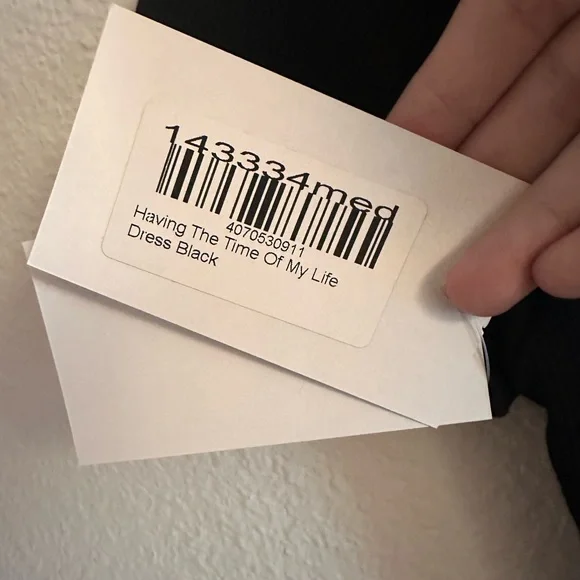 143334med
4070530911
Having The Time Of My Life
Dress Black